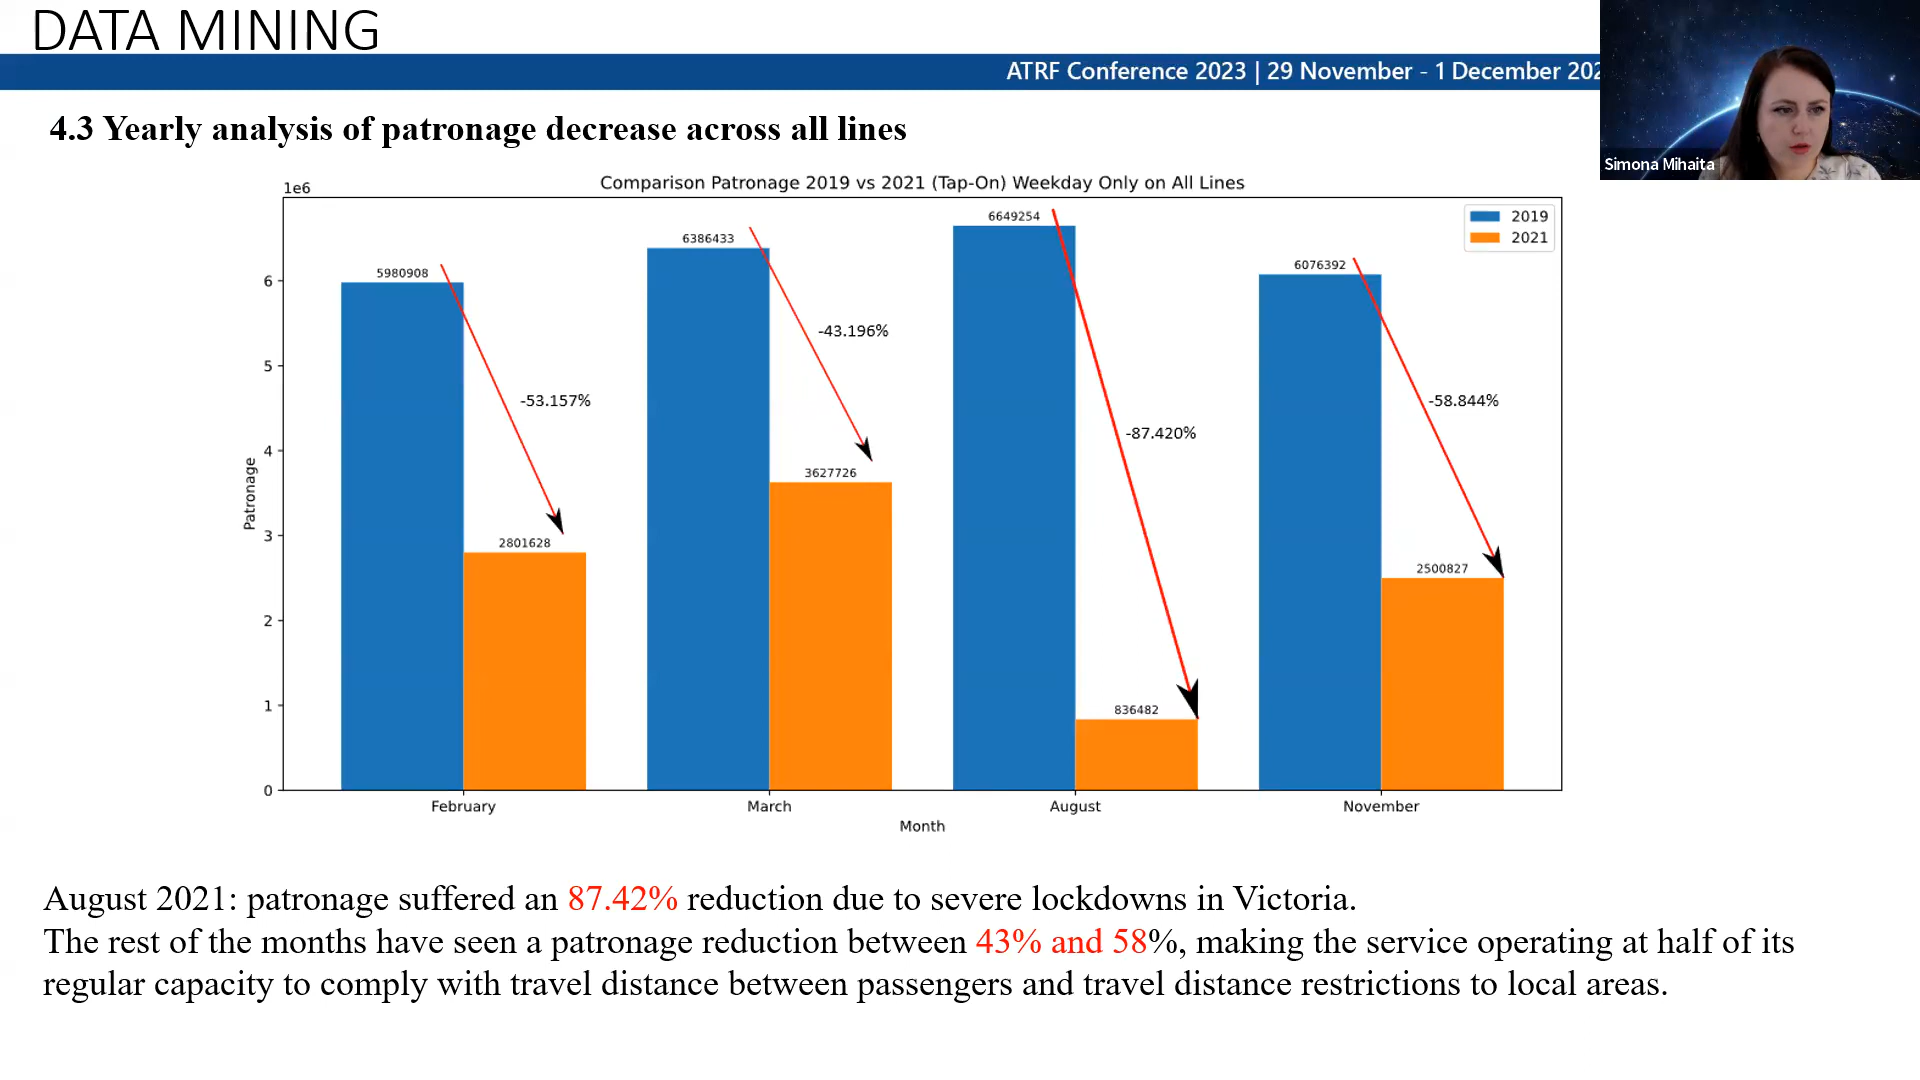 DATA MINING
ATRF Conference 2023 | 29 November - 1 December 202
Simona Mihaita
4.3 Yearly analysis of patronage decrease across all lines
Comparison Patronage 2019 vs 2021 (Tap-On) Weekday Only on All Lines
1e6
2019
2021
6649254
6386433
6076392
5980908
6
-43.196%
5
-53.157%
-58.844%
-87.420%
4
3627726
Patronage
3
2801628
2500827
2
1
836482
0
February
March
August
November
Month
August 2021: patronage suffered an 87.42% reduction due to severe lockdowns in Victoria.
The rest of the months have seen a patronage reduction between 43% and 58%, making the service operating at half of its
regular capacity to comply with travel distance between passengers and travel distance restrictions to local areas.